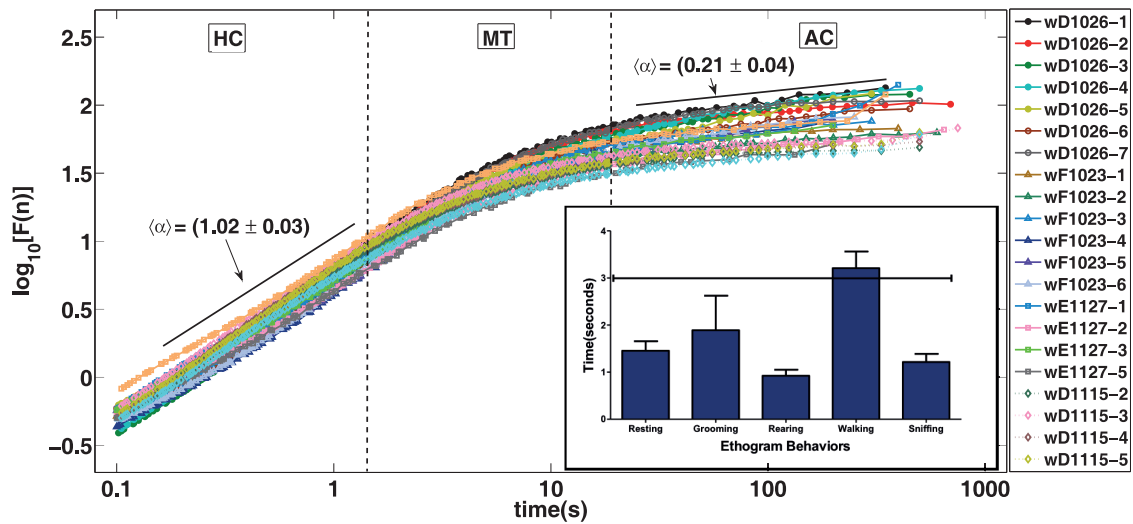 HC
MT
AC
⟨α⟩ = (0.21 ± 0.04)
⟨α⟩ = (1.02 ± 0.03)
log10[F(n)]
2.5
2
1.5
1
0.5
0
−0.5
0.1
1
10
100
1000
time(s)
Time(seconds)
4
3
2
1
0
Resting
Grooming
Rearing
Walking
Sniffing
Ethogram Behaviors
wD1026−1
wD1026−2
wD1026−3
wD1026−4
wD1026−5
wD1026−6
wD1026−7
wF1023−1
wF1023−2
wF1023−3
wF1023−4
wF1023−5
wF1023−6
wE1127−1
wE1127−2
wE1127−3
wE1127−5
wD1115−2
wD1115−3
wD1115−4
wD1115−5